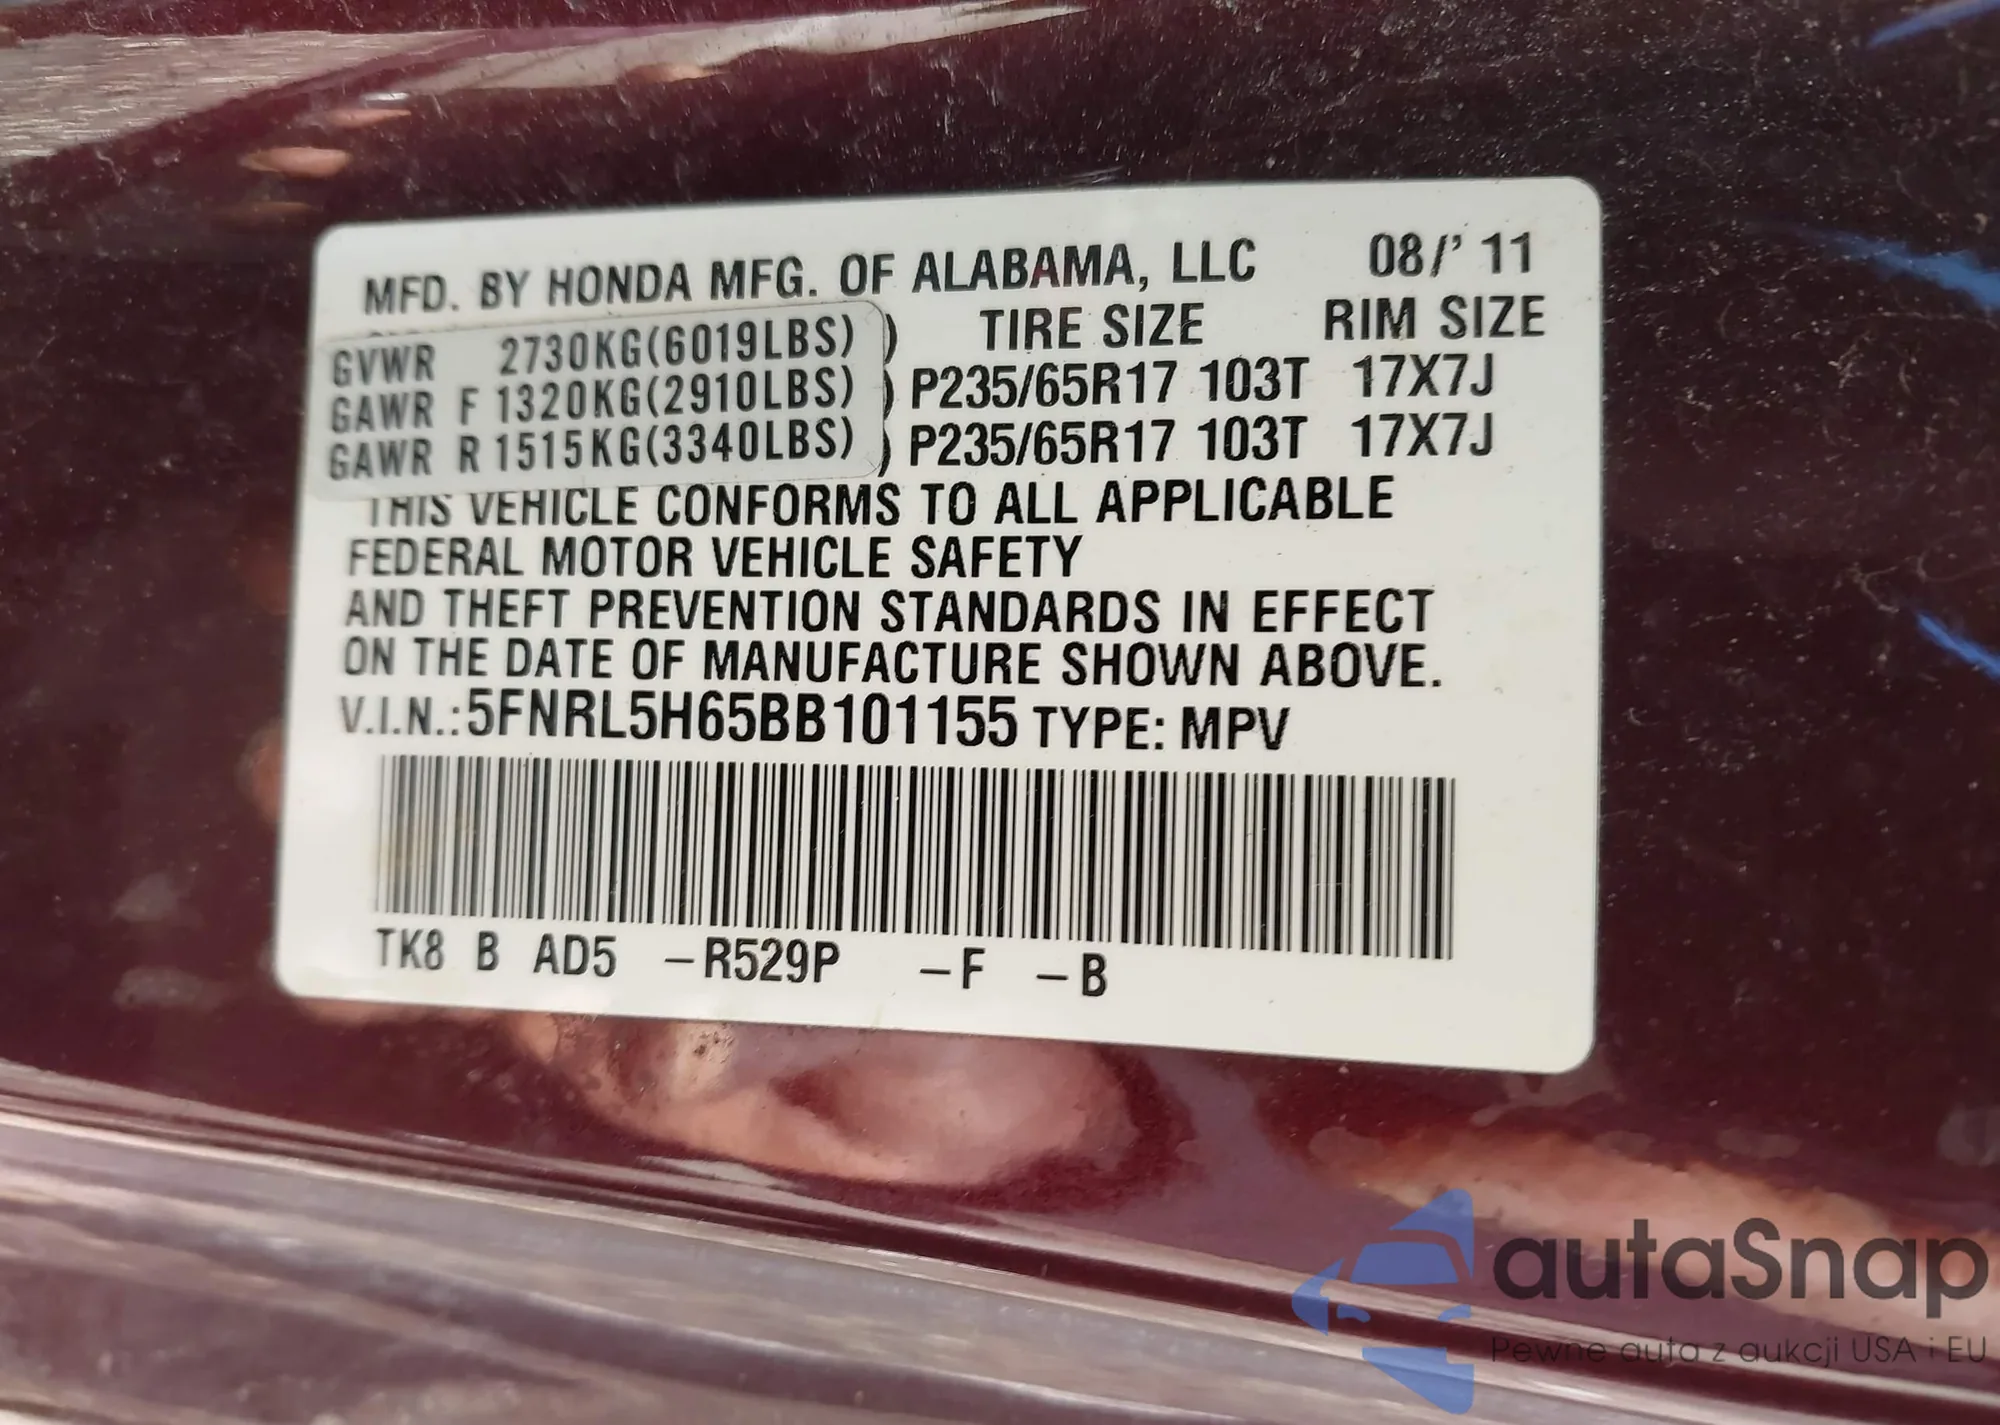 MFD. BY HONDA MFG. OF ALABAMA, LLC 08/' 11
TIRE SIZE RIM SIZE
GVWR 2730KG(6019LBS) )
GAWR F 1320KG(2910LBS) ) P235/65R17 103T 17X7J
GAWR R 1515KG(3340LBS) ) P235/65R17 103T 17X7J
THIS VEHICLE CONFORMS TO ALL APPLICABLE
FEDERAL MOTOR VEHICLE SAFETY
AND THEFT PREVENTION STANDARDS IN EFFECT
ON THE DATE OF MANUFACTURE SHOWN ABOVE.
V.I.N.:5FNRL5H65BB101155 TYPE: MPV
TK8 B AD5 -R529P -F -B
autaSnap
Pewne auta z aukcji USA i EU